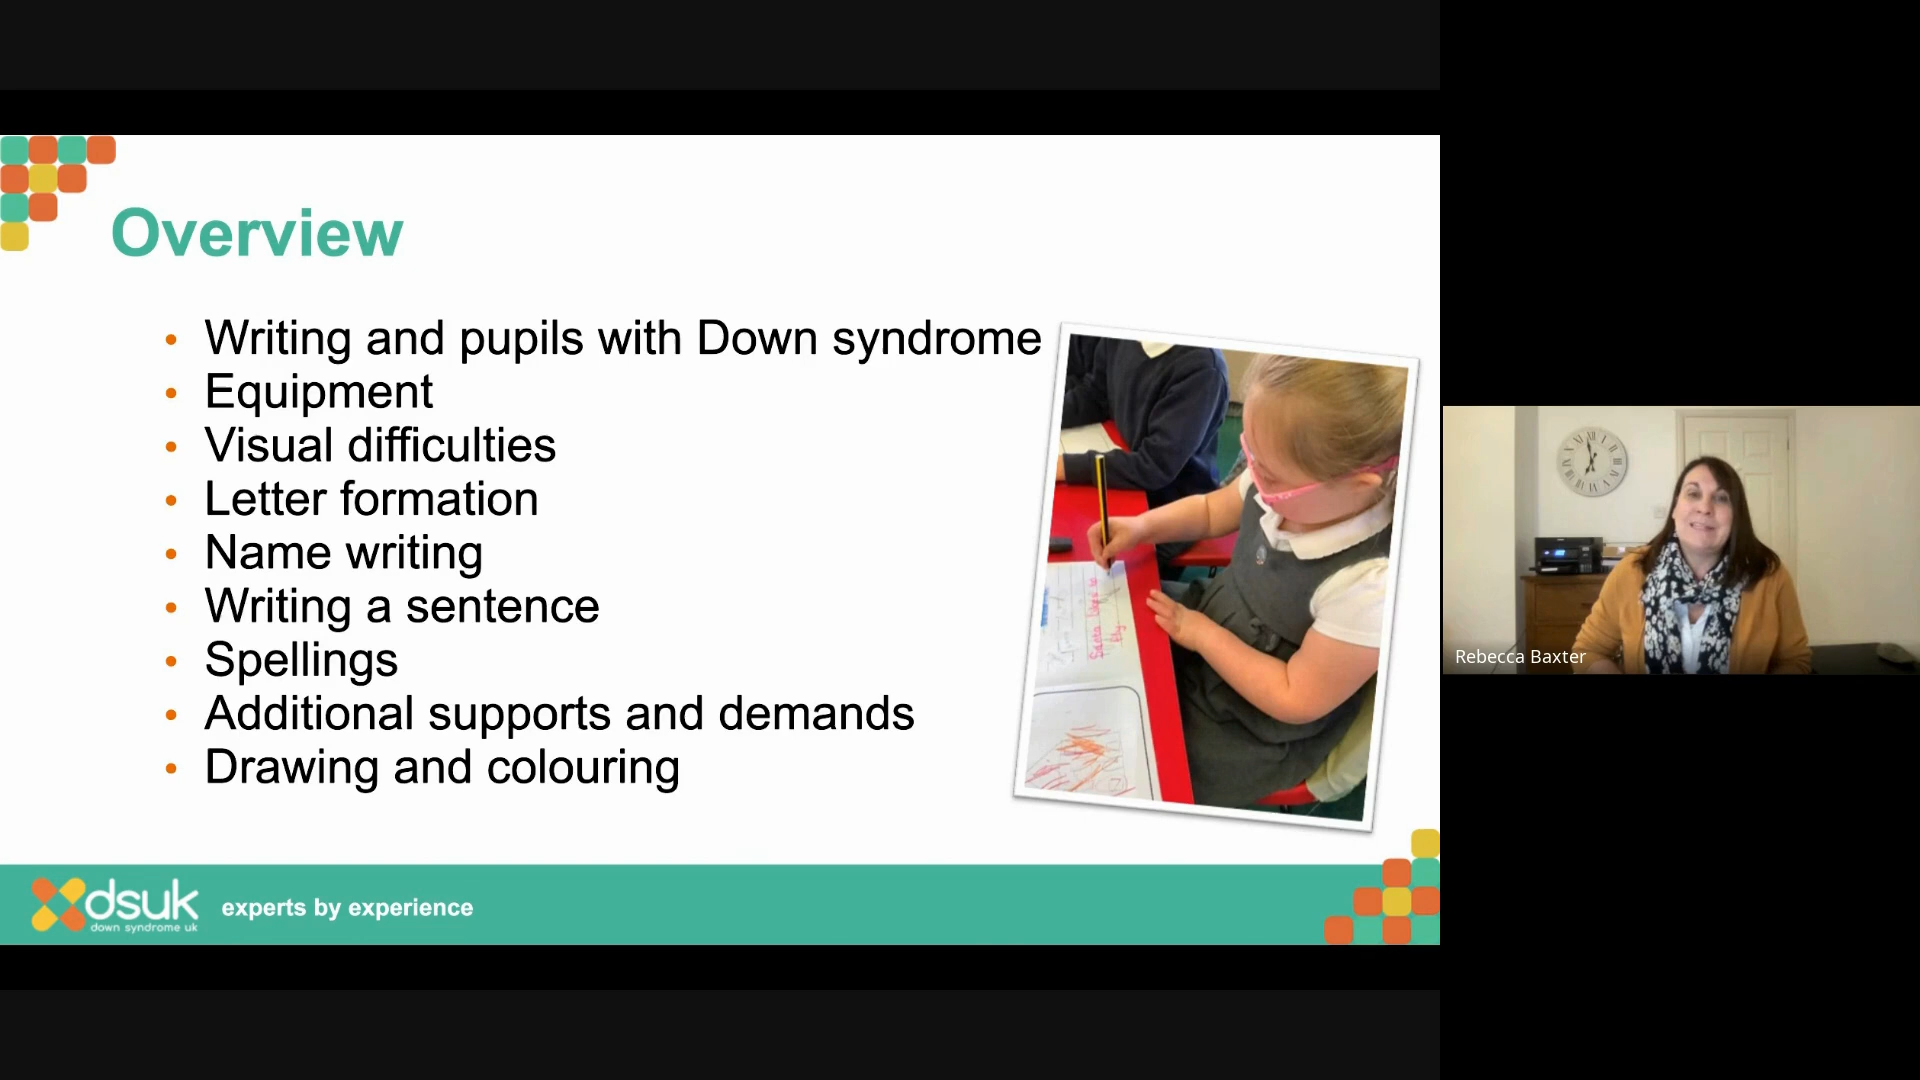 Overview
• Writing and pupils with Down syndrome
• Equipment
• Visual difficulties
• Letter formation
• Name writing
• Writing a sentence
• Spellings
• Additional supports and demands
• Drawing and colouring
dsuk
down syndrome uk
experts by experience
Rebecca Baxter